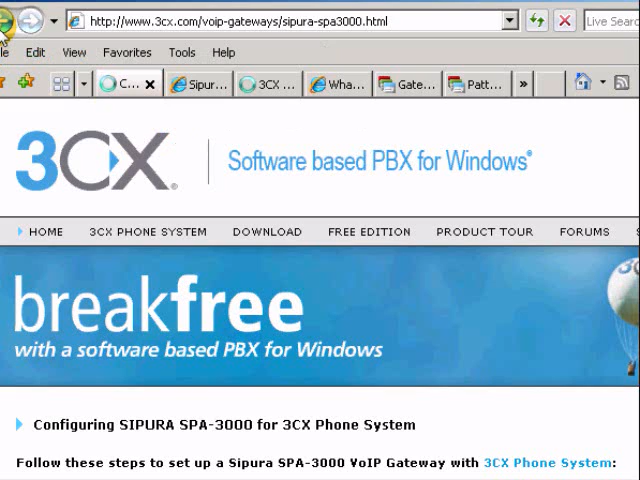 http://www.3cx.com/voip-gateways/sipura-spa3000.html
Live Searc
Edit View Favorites Tools Help
C... Sipur... 3CX ... Wha... Gate... Patt... »
3CX® Software based PBX for Windows®
HOME 3CX PHONE SYSTEM DOWNLOAD FREE EDITION PRODUCT TOUR FORUMS
breakfree
with a software based PBX for Windows
Configuring SIPURA SPA-3000 for 3CX Phone System
Follow these steps to set up a Sipura SPA-3000 VoIP Gateway with 3CX Phone System: